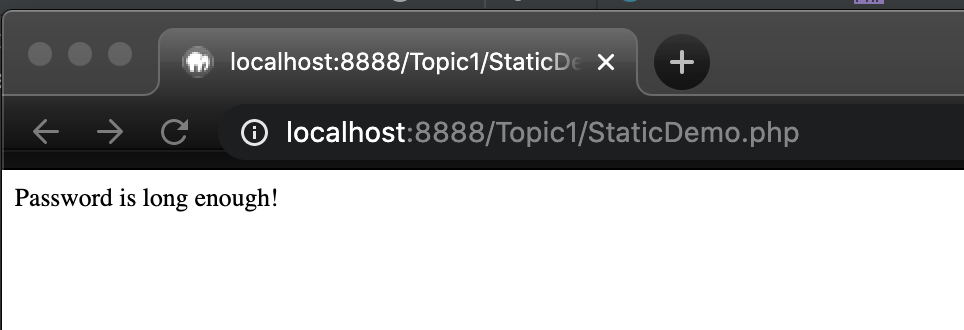 localhost:8888/Topic1/StaticDe
localhost:8888/Topic1/StaticDemo.php
Password is long enough!